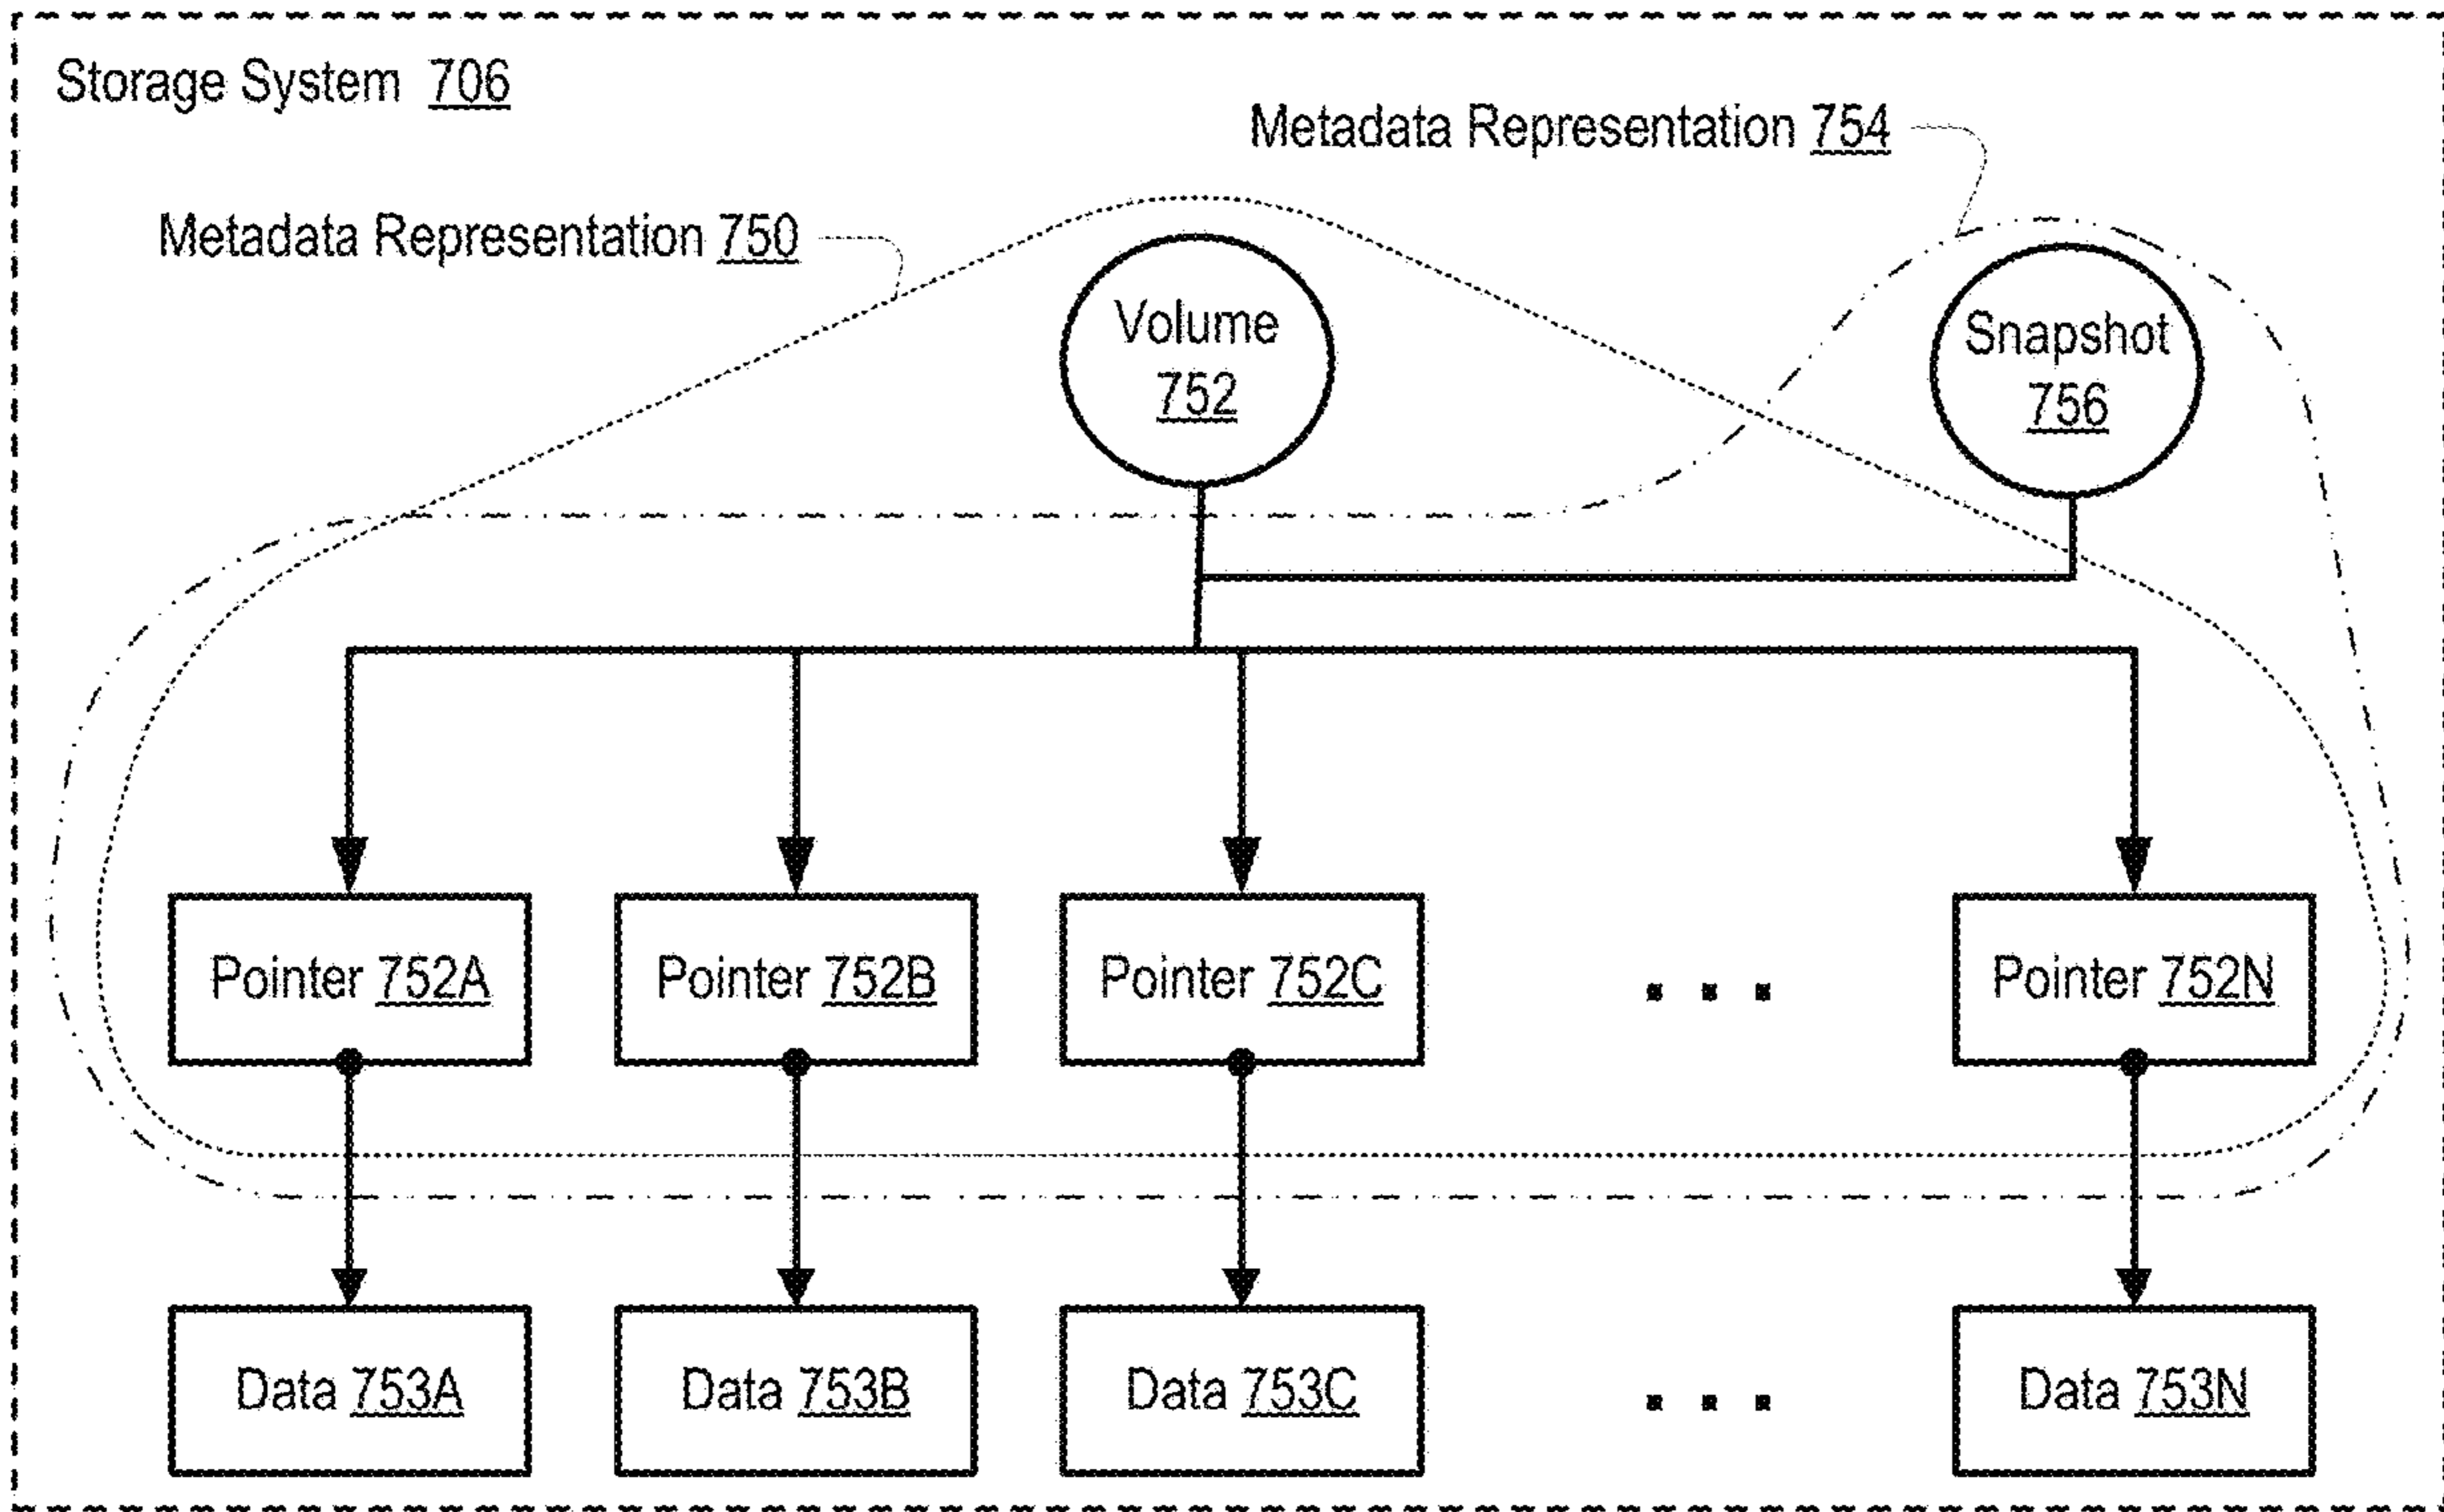 Storage System 706
Metadata Representation 754
Metadata Representation 750
Volume
752
Snapshot
756
Pointer 752A
Pointer 752B
Pointer 752C
. . .
Pointer 752N
Data 753A
Data 753B
Data 753C
. . .
Data 753N